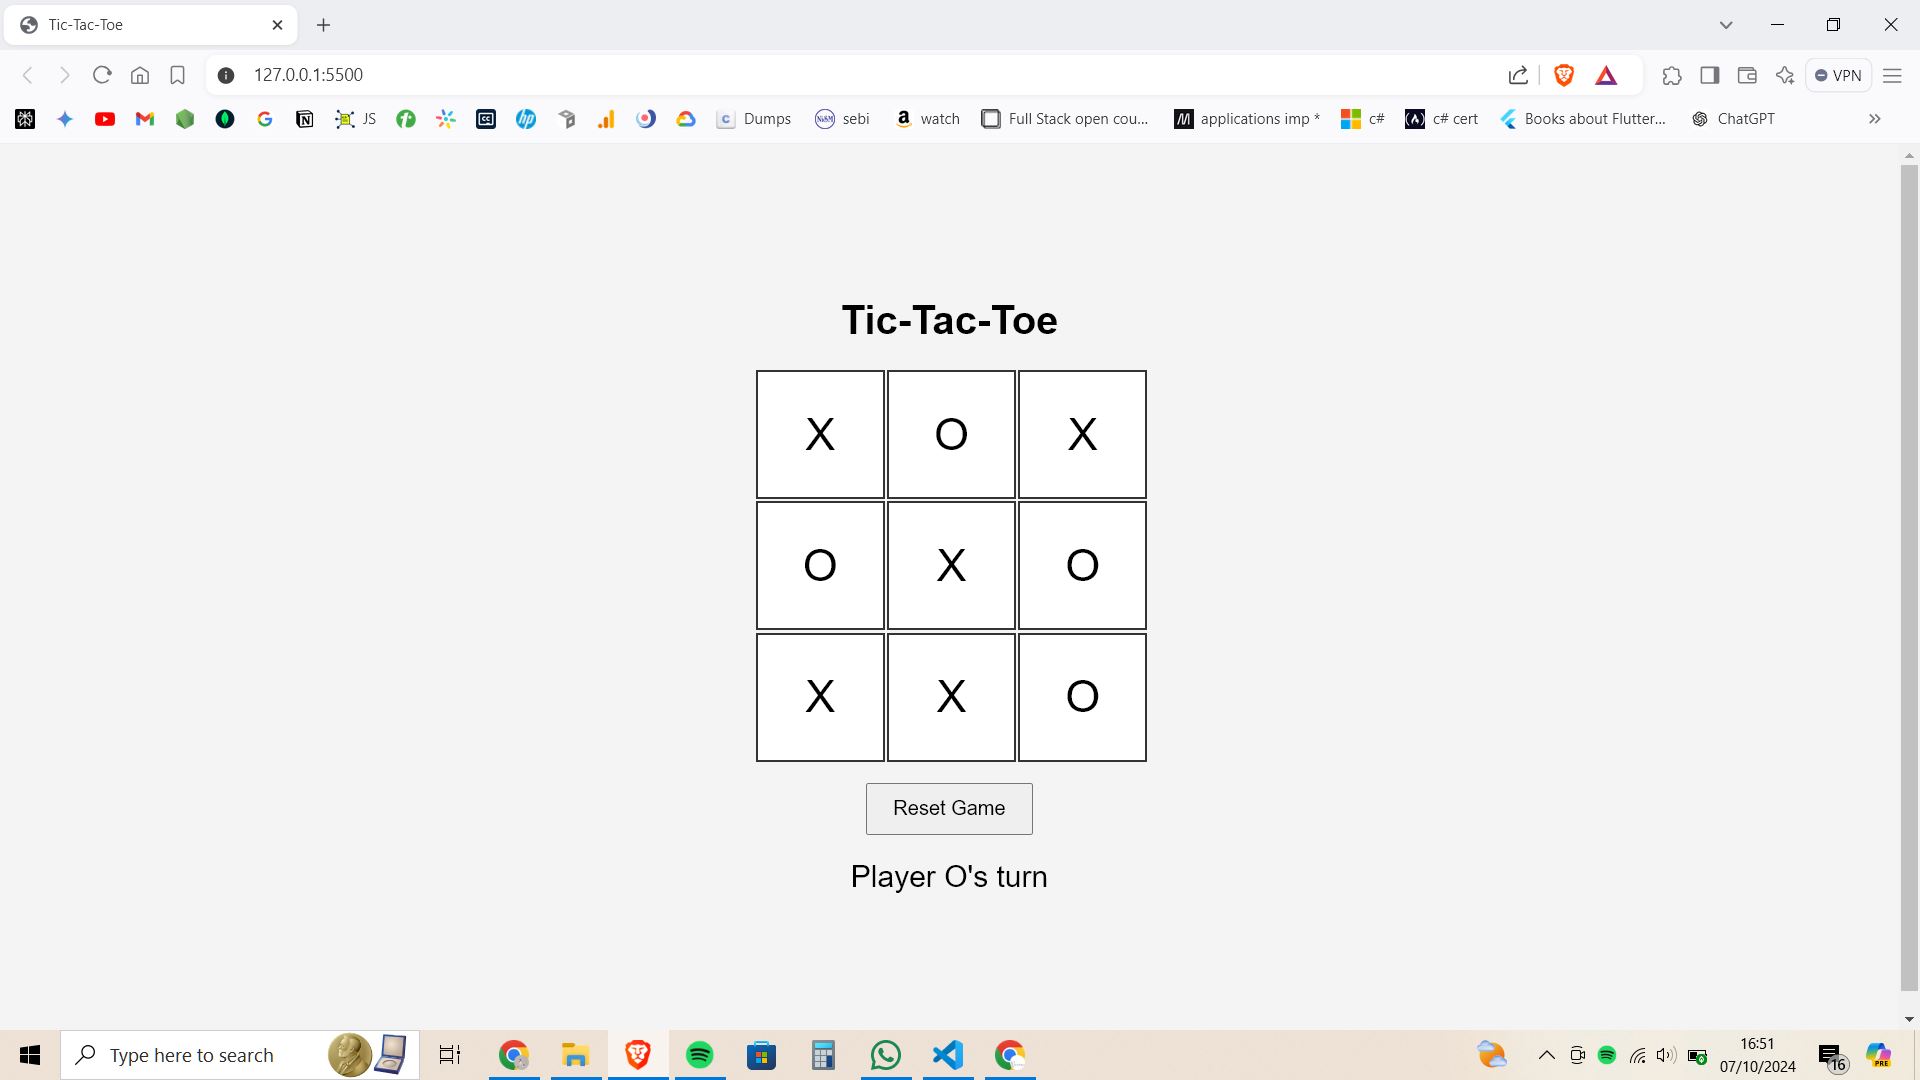 Tic-Tac-Toe
127.0.0.1:5500
VPN
JS
Dumps
sebi
watch
Full Stack open cou...
applications imp *
c#
c# cert
Books about Flutter...
ChatGPT
Tic-Tac-Toe
X O X
O X O
X X O
Reset Game
Player O's turn
Type here to search
16:51
07/10/2024
16
PRE